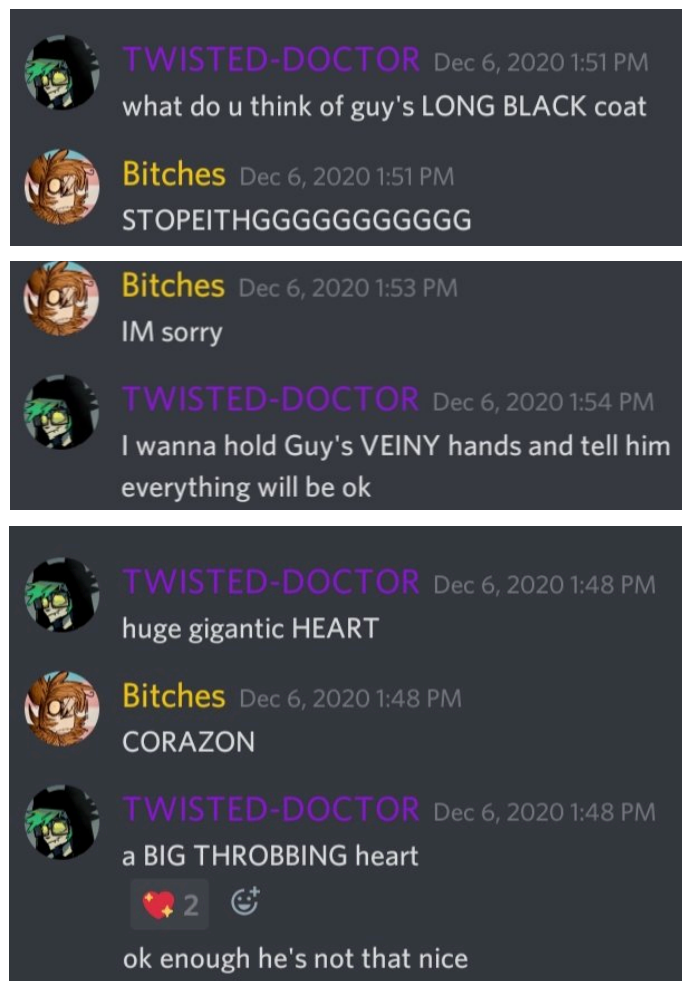 TWISTED-DOCTOR Dec 6, 2020 1:51 PM
what do u think of guy's LONG BLACK coat
Bitches Dec 6, 2020 1:51 PM
STOPEITHGGGGGGGGGGG
Bitches Dec 6, 2020 1:53 PM
IM sorry
TWISTED-DOCTOR Dec 6, 2020 1:54 PM
I wanna hold Guy's VEINY hands and tell him
everything will be ok
TWISTED-DOCTOR Dec 6, 2020 1:48 PM
huge gigantic HEART
Bitches Dec 6, 2020 1:48 PM
CORAZON
TWISTED-DOCTOR Dec 6, 2020 1:48 PM
a BIG THROBBING heart
2
ok enough he's not that nice